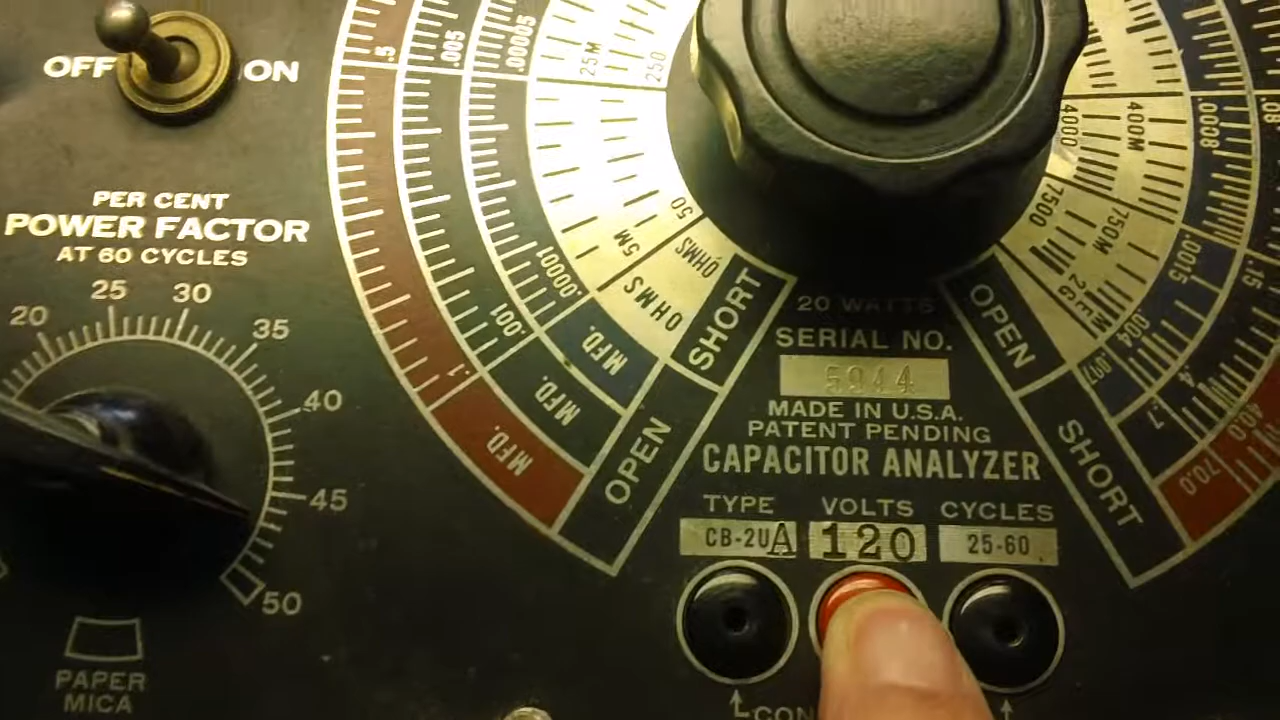 OFF
ON
PER CENT
POWER FACTOR
AT 60 CYCLES
20
25
30
35
40
45
50
PAPER
MICA
.5
.005
.00005
25M
250
.1
.001
.00001
5M
50
MFD.
MFD.
MFD.
OHMS
OHMS
SHORT
OPEN
4000
400M
.0008
.08
7500
750M
.0015
.15
.004
.4
.007
.7
40.0
70.0
OPEN
SHORT
20 WATTS
SERIAL NO.
5944
MADE IN U.S.A.
PATENT PENDING
CAPACITOR ANALYZER
TYPE VOLTS CYCLES
CB-2UA 120 25-60